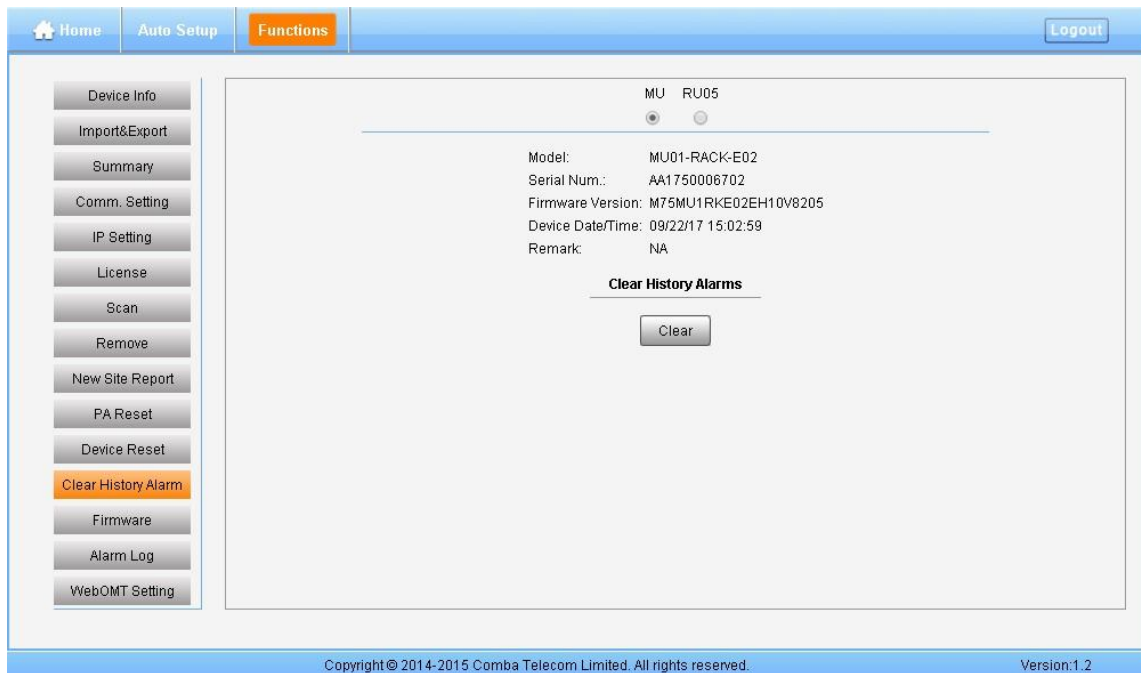 Home Auto Setup Functions Logout
Device Info
Import&Export
Summary
Comm. Setting
IP Setting
License
Scan
Remove
New Site Report
PA Reset
Device Reset
Clear History Alarm
Firmware
Alarm Log
WebOMT Setting
MU RU05
Model: MU01-RACK-E02
Serial Num.: AA1750006702
Firmware Version: M75MU1RKE02EH10V8205
Device Date/Time: 09/22/17 15:02:59
Remark: NA
Clear History Alarms
Clear
Copyright © 2014-2015 Comba Telecom Limited. All rights reserved. Version:1.2